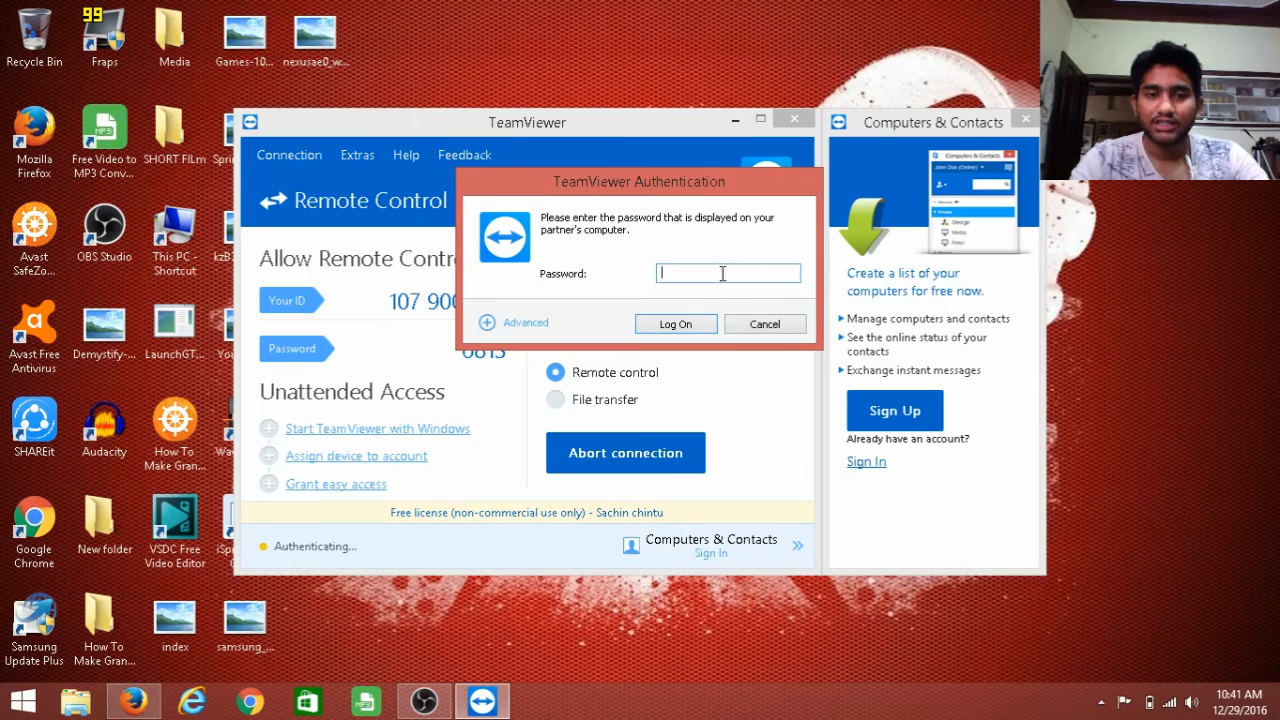 99
Recycle Bin
Fraps
Media
Games-10...
nexusae0_w...
Mozilla
Firefox
Free Video to
MP3 Conv...
SHORT FILm
Avast
SafeZo...
OBS Studio
This PC -
Shortcut
Avast Free
Antivirus
Demystify-...
LaunchGT...
SHAREit
Audacity
How To
Make Gran...
Google
Chrome
New folder
VSDC Free
Video Editor
Samsung
Update Plus
How To
Make Gran...
index
samsung_...
TeamViewer
Connection
Extras
Help
Feedback
Remote Control
Allow Remote Contr
Your ID
107 900
Password
Unattended Access
Start TeamViewer with Windows
Assign device to account
Grant easy access
Remote control
File transfer
Abort connection
Free license (non-commercial use only) - Sachin chintu
Authenticating...
Computers & Contacts
Sign In
TeamViewer Authentication
Please enter the password that is displayed on your
partner's computer.
Password:
Advanced
Log On
Cancel
Computers & Contacts
Computers & Contacts
Create a list of your
computers for free now.
Manage computers and contacts
See the online status of your
contacts
Exchange instant messages
Sign Up
Already have an account?
Sign In
10:41 AM
12/29/2016